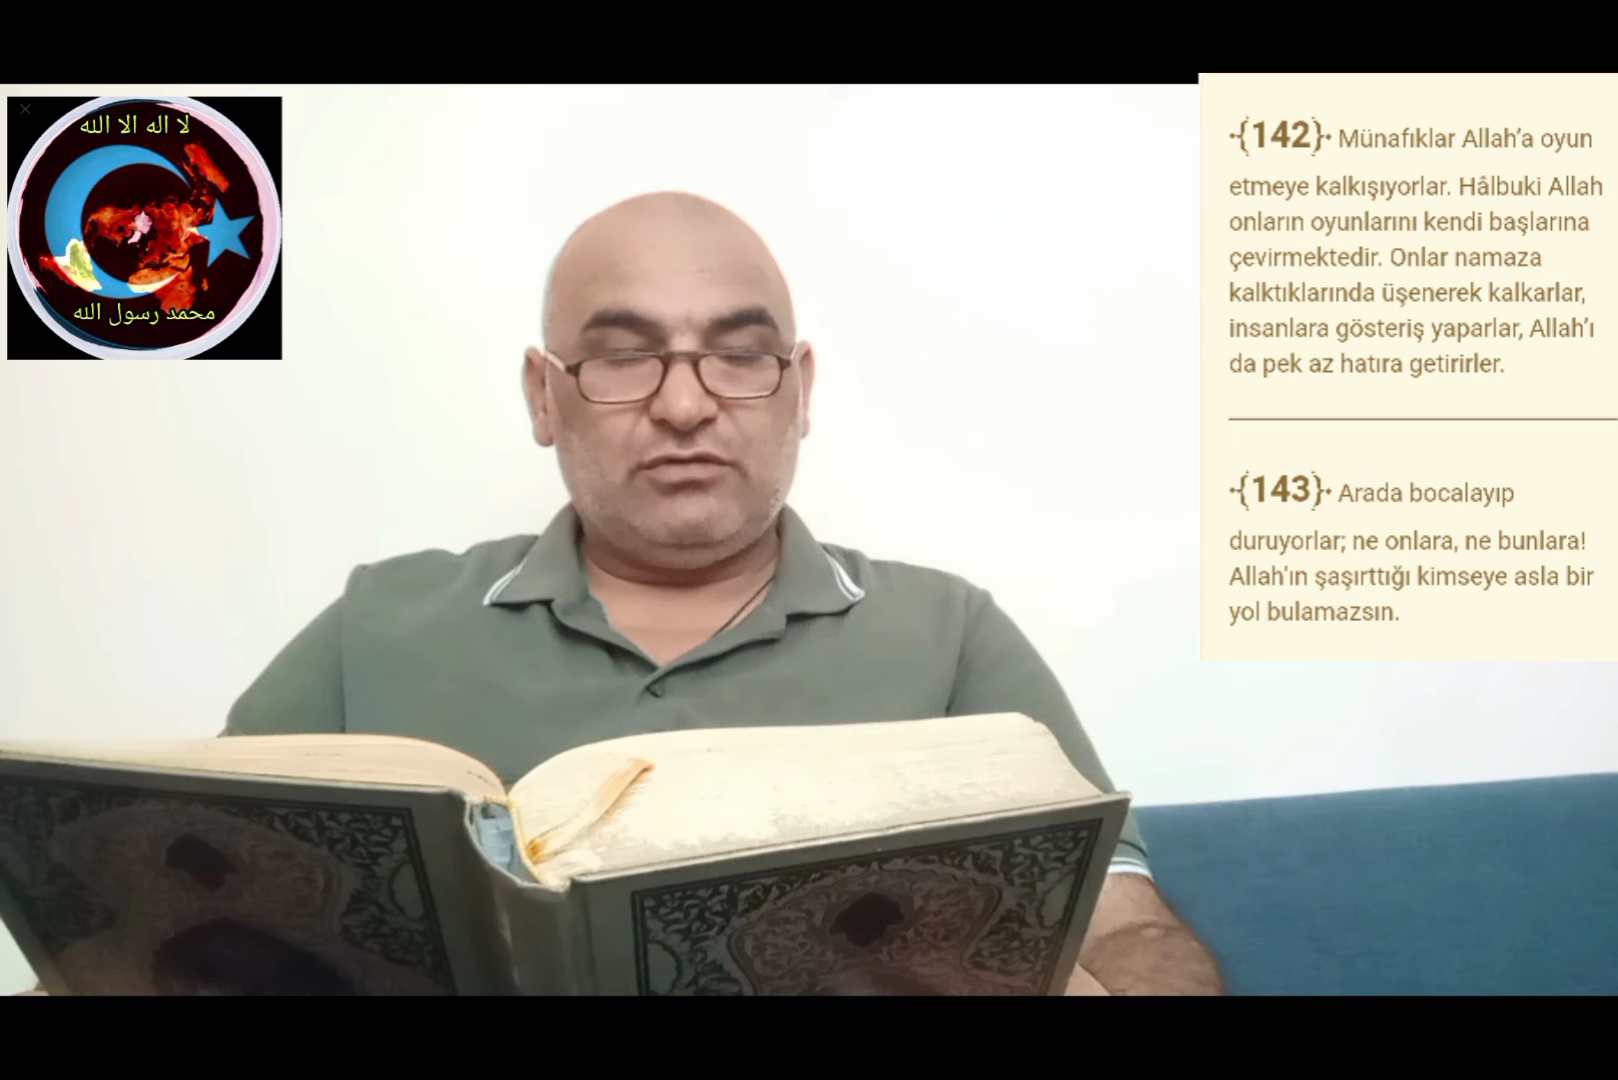 لا اله الا الله
محمد رسول الله
{142} Münafıklar Allah’a oyun
etmeye kalkışıyorlar. Hâlbuki Allah
onların oyunlarını kendi başlarına
çevirmektedir. Onlar namaza
kalktıklarında üşenerek kalkarlar,
insanlara gösteriş yaparlar, Allah’ı
da pek az hatıra getirirler.
{143} Arada bocalayıp
duruyorlar; ne onlara, ne bunlara!
Allah'ın şaşırttığı kimseye asla bir
yol bulamazsın.